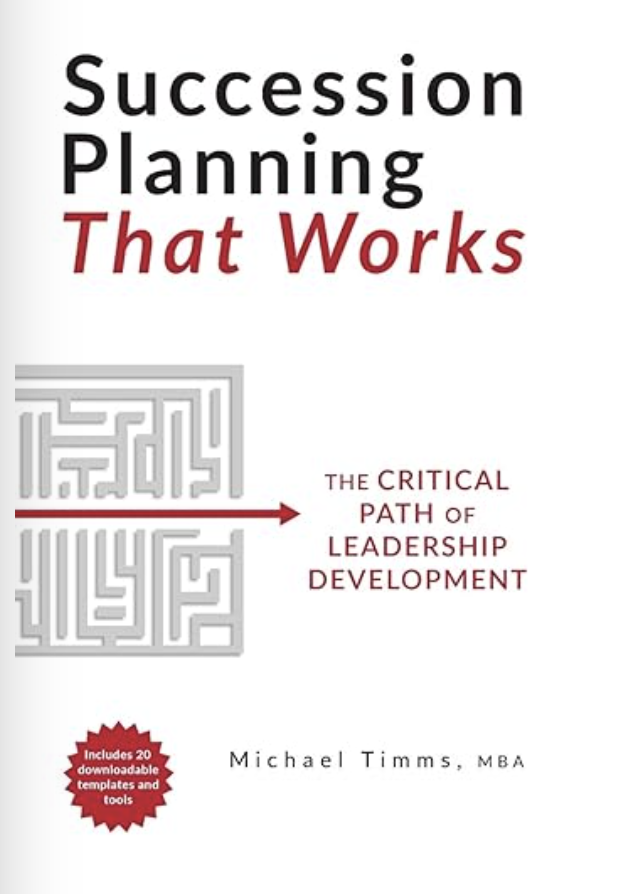 Succession
Planning
That Works
THE CRITICAL
PATH OF
LEADERSHIP
DEVELOPMENT
Includes 20
downloadable
templates and
tools
Michael Timms, MBA